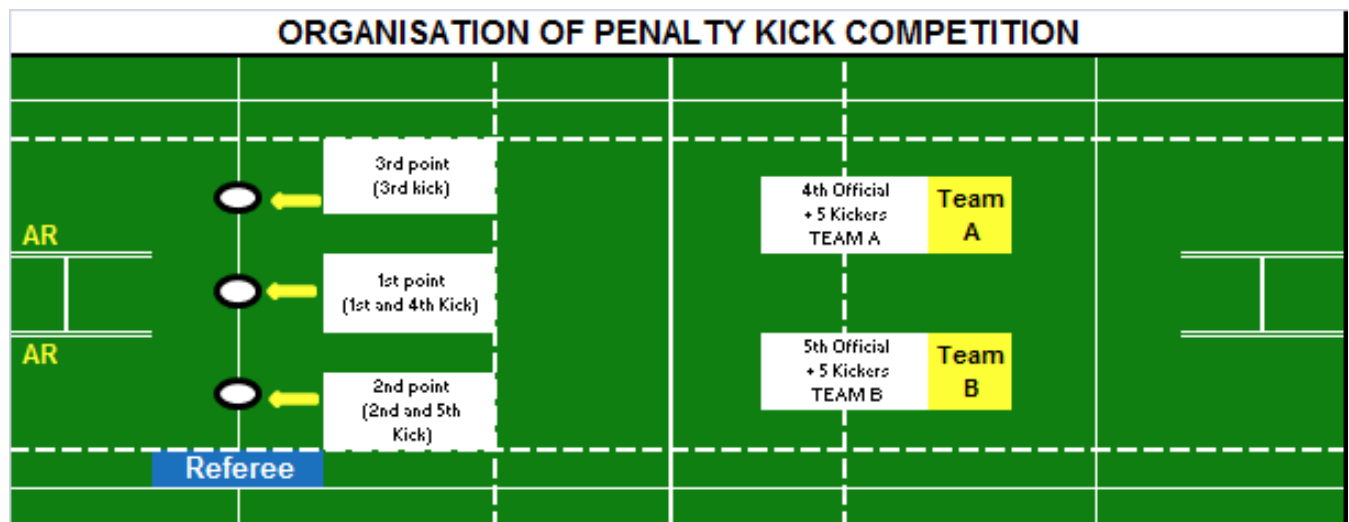 ORGANISATION OF PENALTY KICK COMPETITION
3rd point
(3rd kick)
4th Official
+ 5 Kickers
TEAM A
Team
A
AR
1st point
(1st and 4th Kick)
AR
5th Official
+ 5 Kickers
TEAM B
Team
B
2nd point
(2nd and 5th
Kick)
Referee